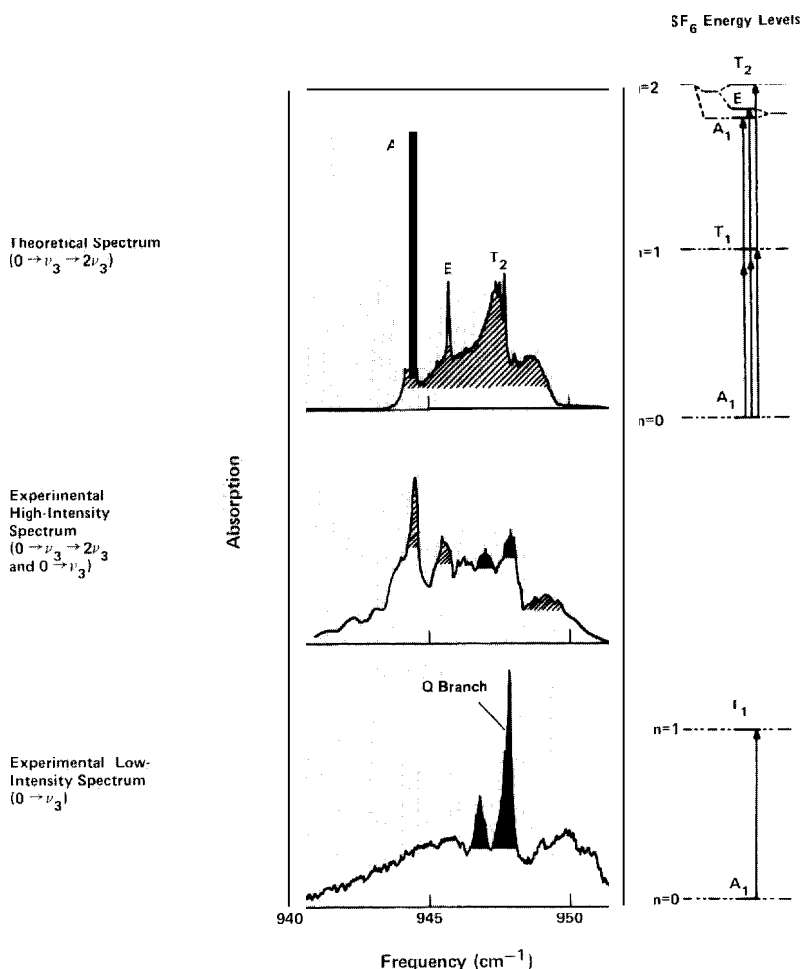 SF6 Energy Levels
T2
n=2
E
A1
A
Theoretical Spectrum
(0 → ν3 → 2ν3)
E
T2
T1
n=1
A1
n=0
Absorption
Experimental
High-Intensity
Spectrum
(0 → ν3 → 2ν3
and 0 → ν3)
Q Branch
T1
n=1
Experimental Low-
Intensity Spectrum
(0 → ν3)
A1
n=0
940
945
950
Frequency (cm−1)